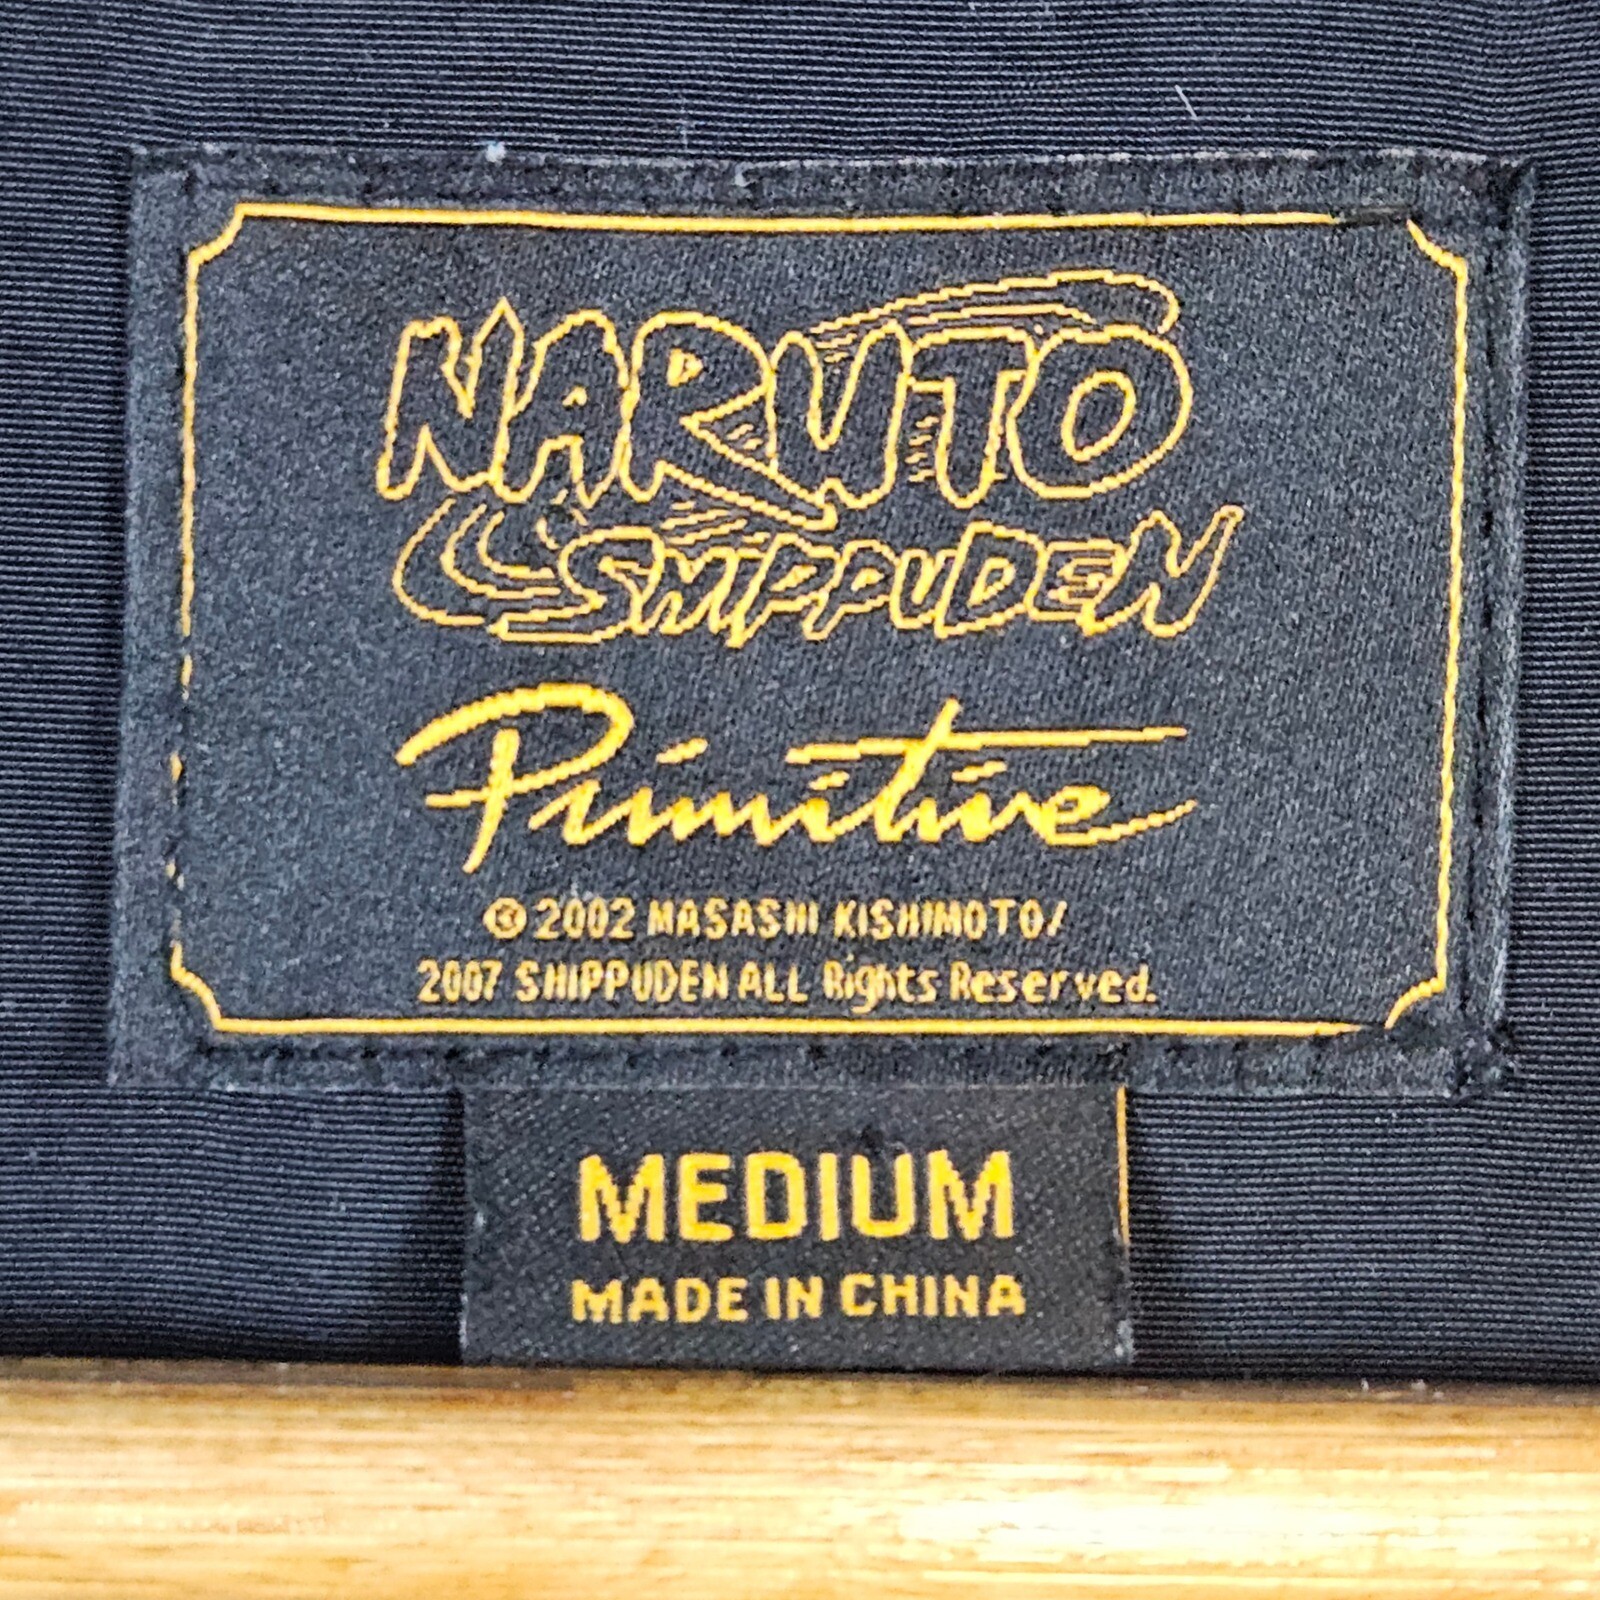 NARUTO
SHIPPUDEN
Primitive
© 2002 MASASHI KISHIMOTO/
2007 SHIPPUDEN ALL Rights Reserved.
MEDIUM
MADE IN CHINA